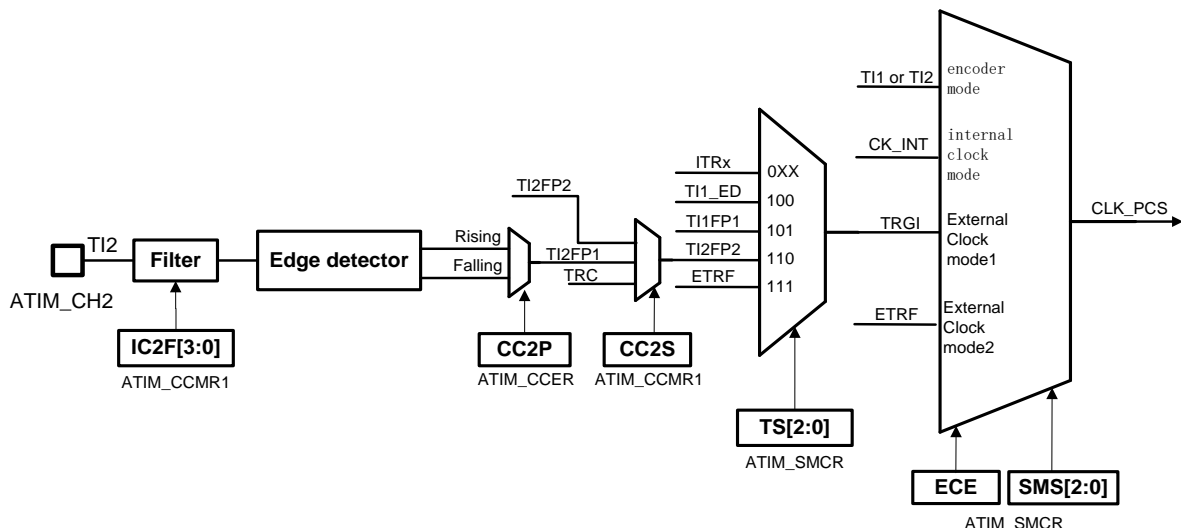 TI1 or TI2
encoder
mode
CK_INT
internal
clock
mode
ITRx
0XX
TI2FP2
TI1_ED
100
CLK_PCS
TI1FP1
101
TRGI
External
Clock
mode1
TI2
Filter
Edge detector
Rising
Falling
TI2FP1
TRC
TI2FP2
110
ETRF
111
ATIM_CH2
ETRF
External
Clock
mode2
IC2F[3:0]
ATIM_CCMR1
CC2P
ATIM_CCER
CC2S
ATIM_CCMR1
TS[2:0]
ATIM_SMCR
ECE
SMS[2:0]
ATIM_SMCR